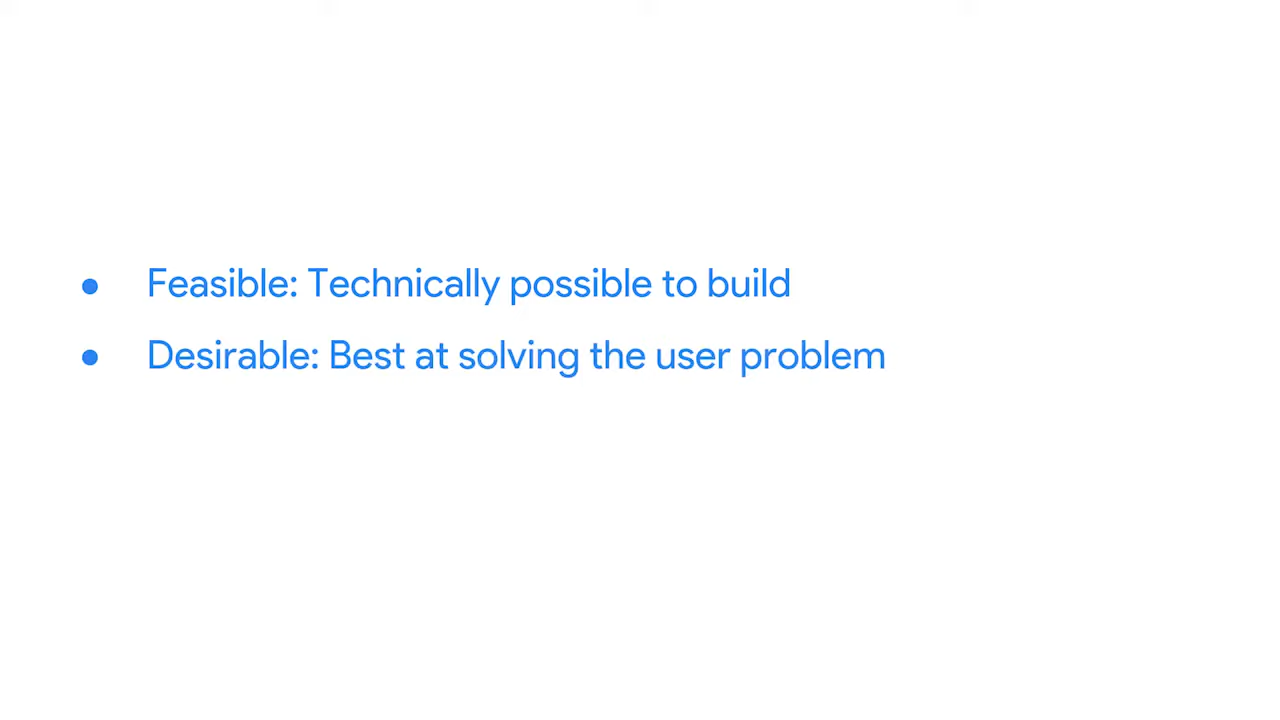 ● Feasible: Technically possible to build
● Desirable: Best at solving the user problem